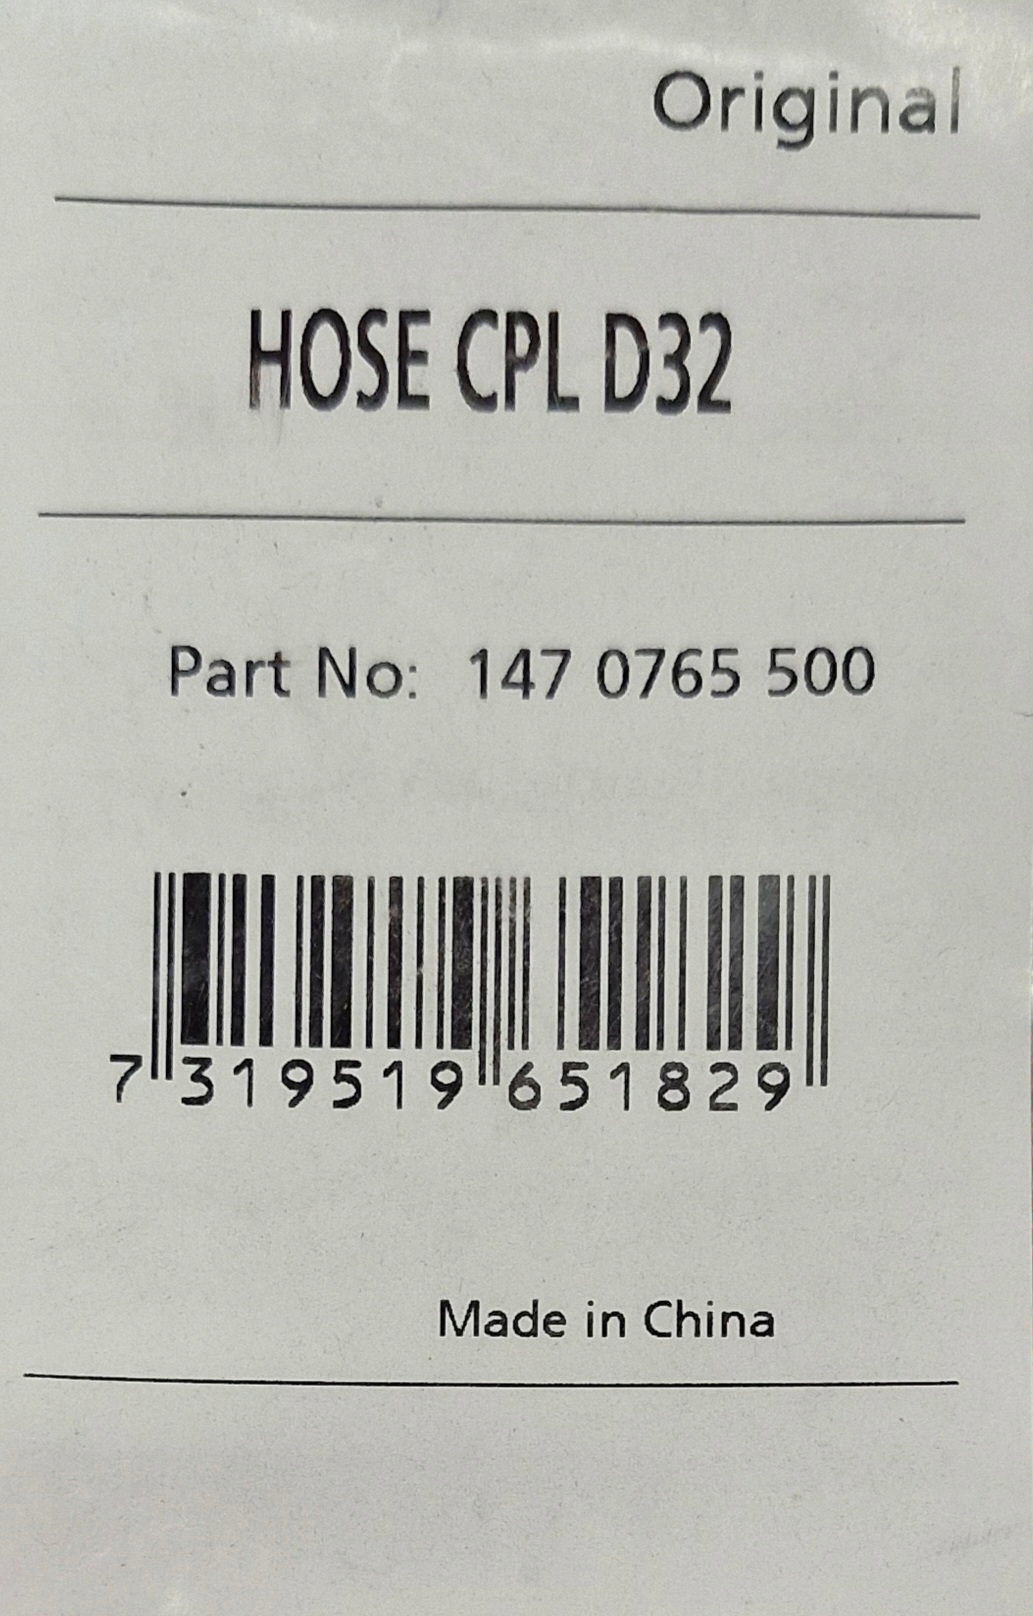 Original
HOSE CPL D32
Part No: 147 0765 500
7 319519 651829
Made in China